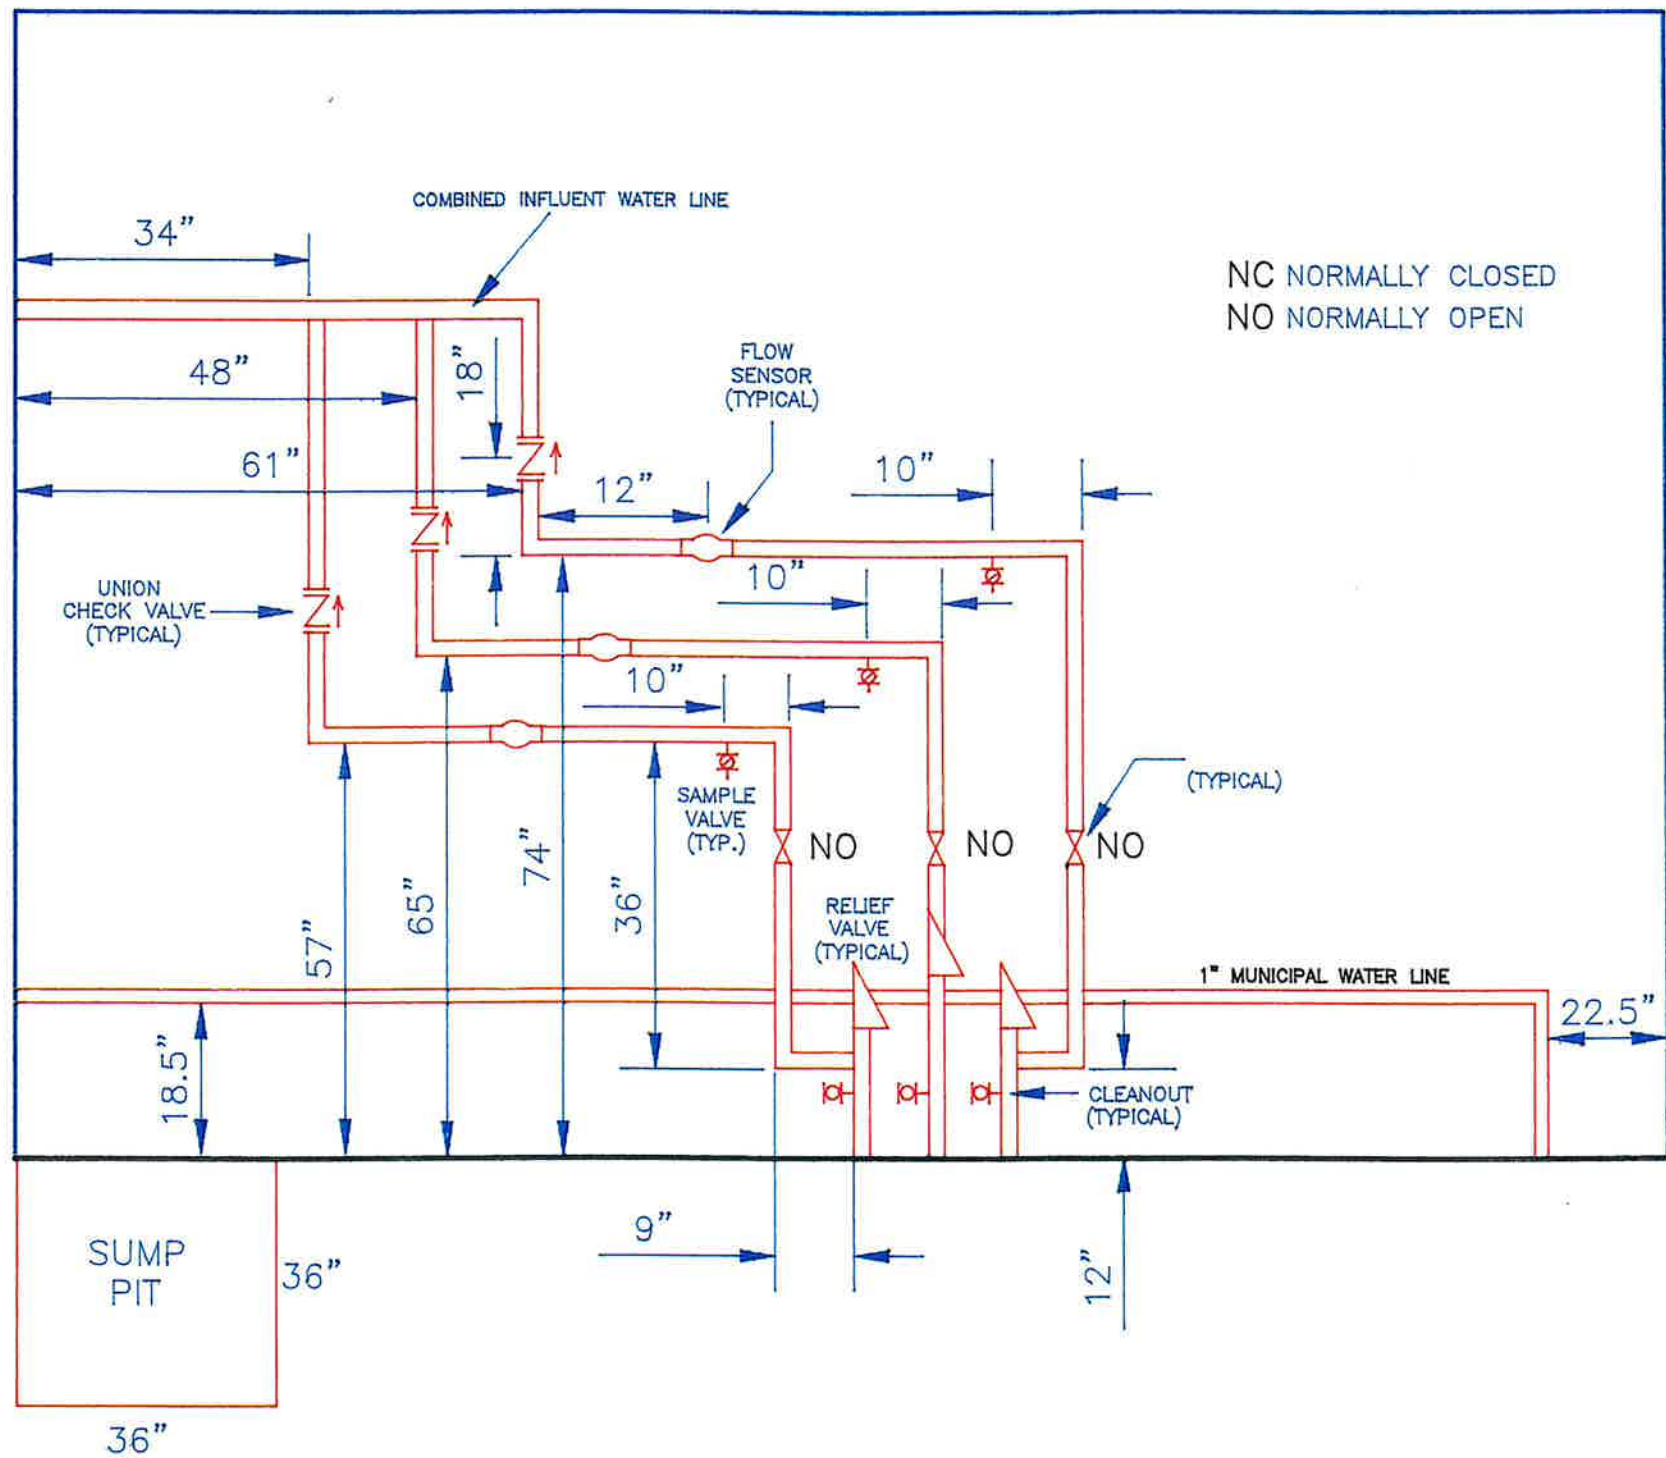 COMBINED INFLUENT WATER LINE
34”
NC NORMALLY CLOSED
NO NORMALLY OPEN
48”
18”
FLOW
SENSOR
(TYPICAL)
61”
12”
10”
10”
UNION
CHECK VALVE
(TYPICAL)
10”
SAMPLE
VALVE
(TYP.)
(TYPICAL)
NO
NO
NO
74”
65”
36”
57”
RELIEF
VALVE
(TYPICAL)
1" MUNICIPAL WATER LINE
22.5”
18.5”
CLEANOUT
(TYPICAL)
9”
12”
SUMP
PIT
36”
36”